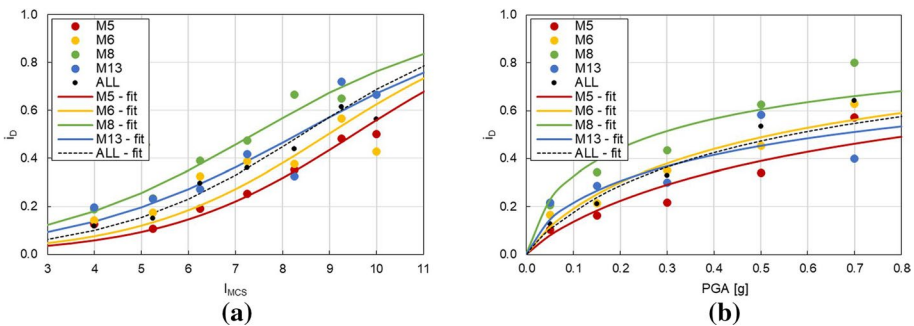 1.0
0.8
0.6
0.4
0.2
0.0
i_D
M5
M6
M8
M13
ALL
M5 - fit
M6 - fit
M8 - fit
M13 - fit
ALL - fit
3 4 5 6 7 8 9 10 11
I_MCS
(a)
1.0
0.8
0.6
0.4
0.2
0.0
i_D
M5
M6
M8
M13
ALL
M5 - fit
M6 - fit
M8 - fit
M13 - fit
ALL - fit
0.0 0.1 0.2 0.3 0.4 0.5 0.6 0.7 0.8
PGA [g]
(b)